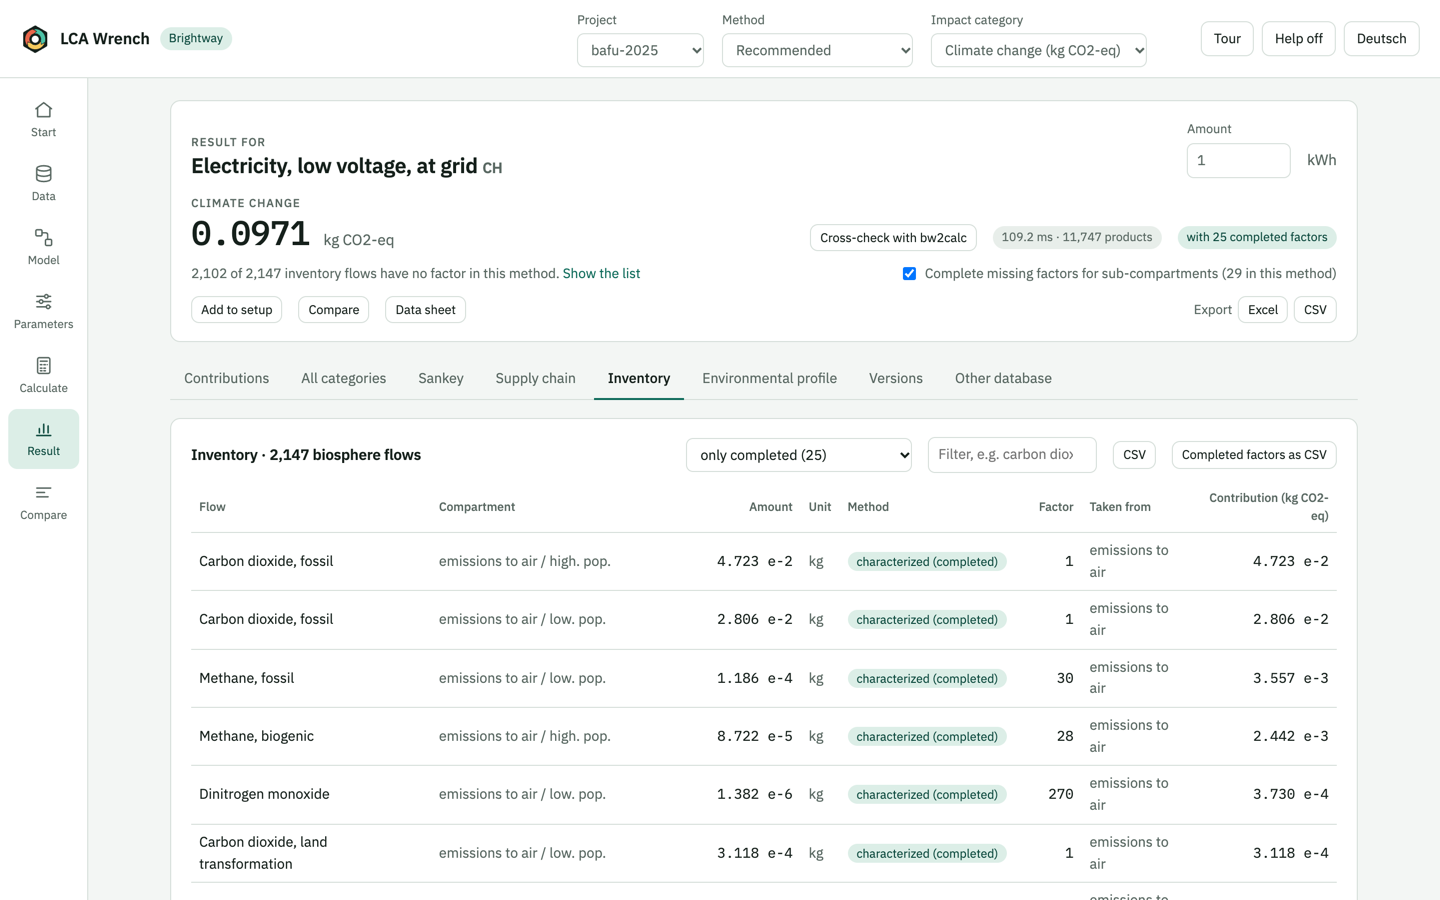 LCA Wrench
Brightway
Project
bafu-2025
Method
Recommended
Impact category
Climate change (kg CO2-eq)
Tour
Help off
Deutsch
Start
Data
Model
Parameters
Calculate
Result
Compare
RESULT FOR
Electricity, low voltage, at grid CH
Amount
1 kWh
CLIMATE CHANGE
0.0971 kg CO2-eq
Cross-check with bw2calc
109.2 ms · 11,747 products
with 25 completed factors
2,102 of 2,147 inventory flows have no factor in this method. Show the list
Complete missing factors for sub-compartments (29 in this method)
Add to setup
Compare
Data sheet
Export
Excel
CSV
Contributions
All categories
Sankey
Supply chain
Inventory
Environmental profile
Versions
Other database
Inventory · 2,147 biosphere flows
only completed (25)
Filter, e.g. carbon
CSV
Completed factors as CSV
Flow Compartment Amount Unit Method Factor Taken from Contribution (kg CO2-
eq)
Carbon dioxide, fossil emissions to air / high. pop. 4.723 e-2 kg characterized (completed) 1 emissions to
air 4.723 e-2
Carbon dioxide, fossil emissions to air / low. pop. 2.806 e-2 kg characterized (completed) 1 emissions to
air 2.806 e-2
Methane, fossil emissions to air / low. pop. 1.186 e-4 kg characterized (completed) 30 emissions to
air 3.557 e-3
Methane, biogenic emissions to air / high. pop. 8.722 e-5 kg characterized (completed) 28 emissions to
air 2.442 e-3
Dinitrogen monoxide emissions to air / low. pop. 1.382 e-6 kg characterized (completed) 270 emissions to
air 3.730 e-4
Carbon dioxide, land
transformation emissions to air / low. pop. 3.118 e-4 kg characterized (completed) 1 emissions to
air 3.118 e-4